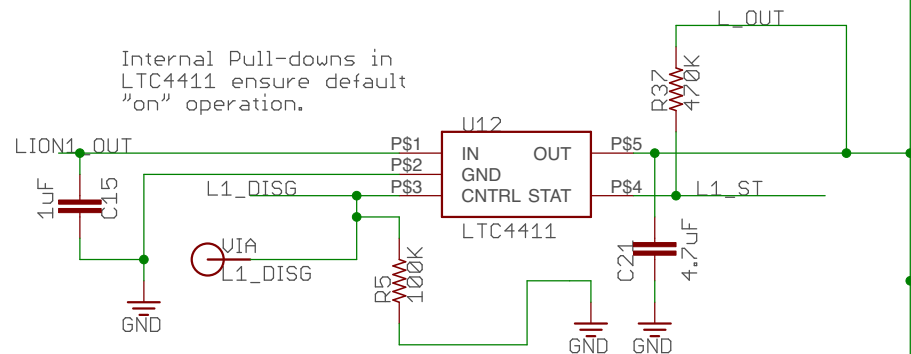 L_OUT
Internal Pull-downs in
LTC4411 ensure default
"on" operation.
R37
470K
U12
LION1_OUT
P$1
IN
OUT
P$5
P$2
GND
L1_DISG
P$3
CNTRL
STAT
P$4
L1_ST
1uF
C15
LTC4411
VIA
L1_DISG
R5
100K
C21
4.7uF
GND
GND
GND